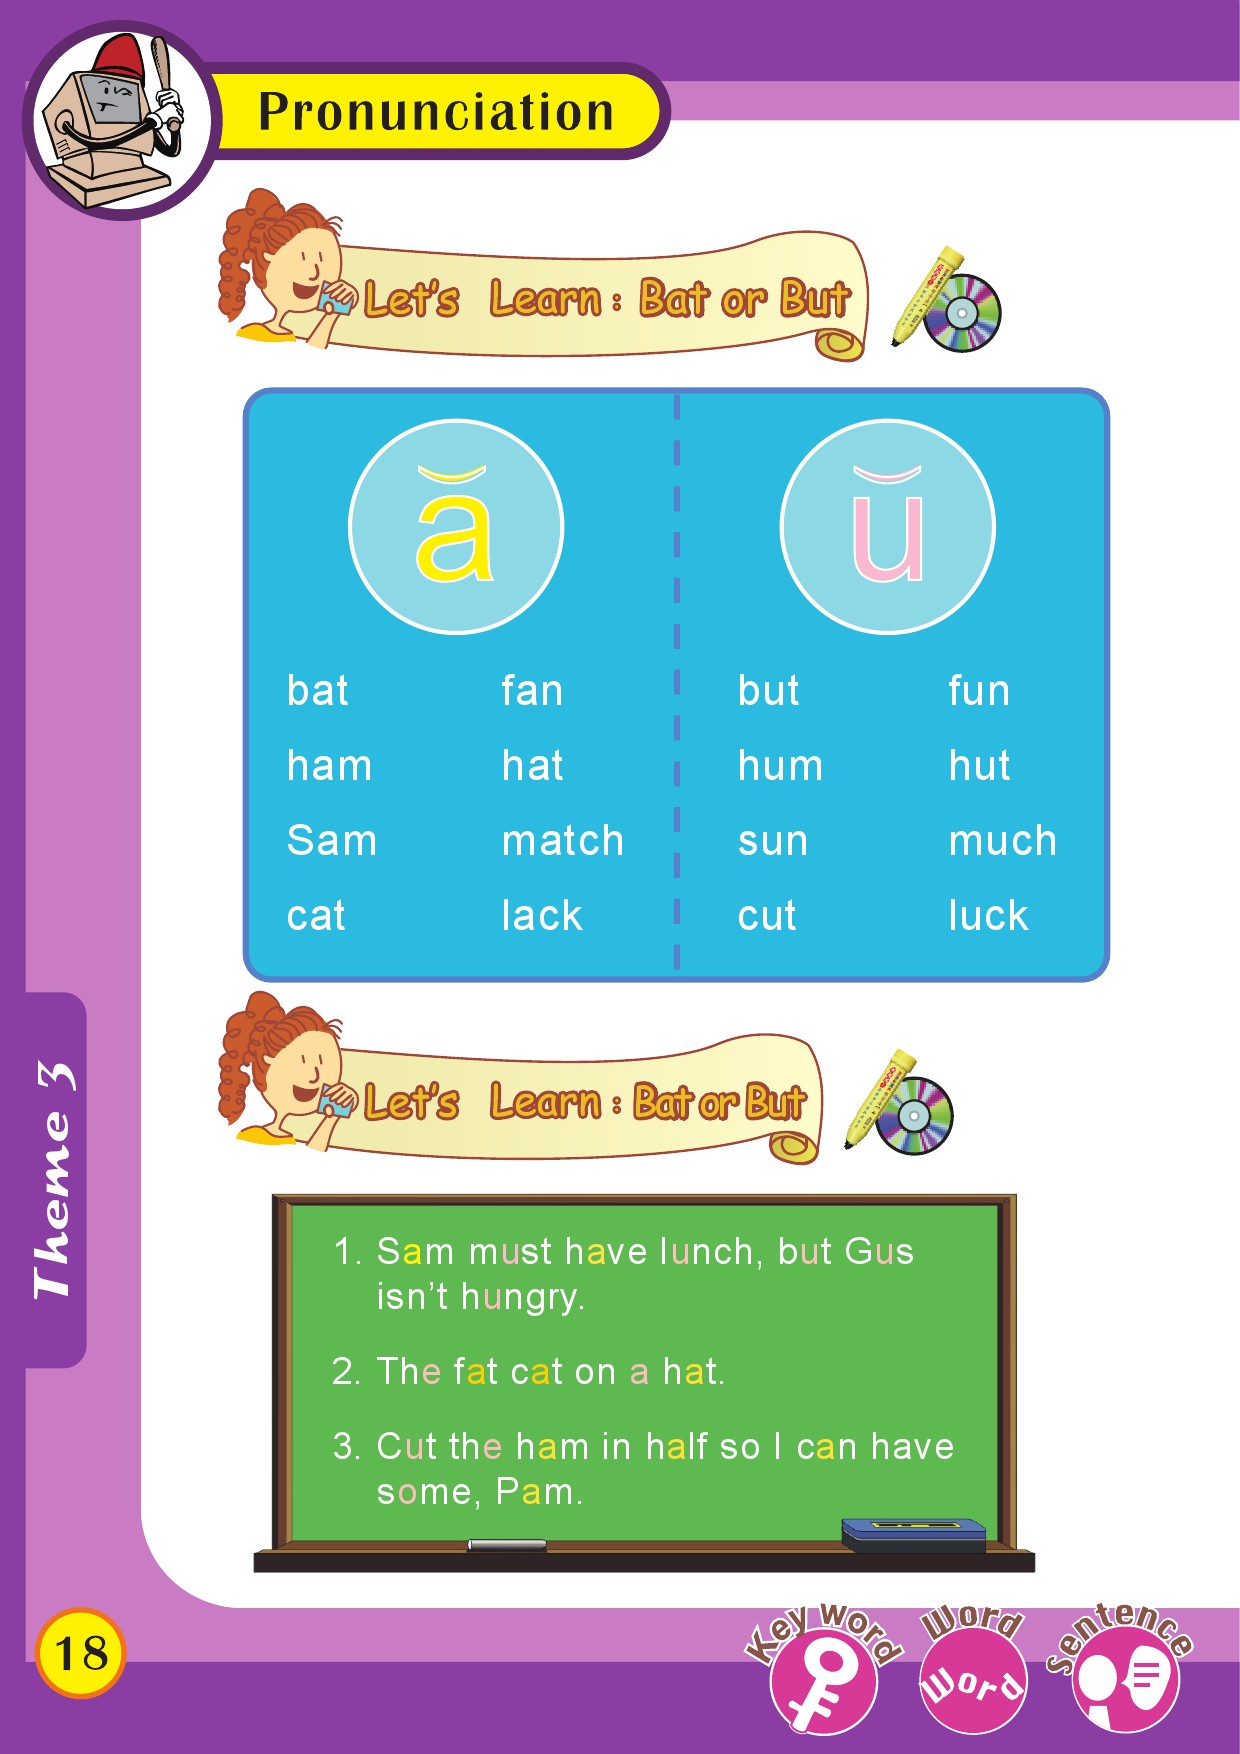 Pronunciation
Let's Learn : Bat or But
ă ŭ
bat fan but fun
ham hat hum hut
Sam match sun much
cat lack cut luck
Let's Learn : Bat or But
1. Sam must have lunch, but Gus
isn't hungry.
2. The fat cat on a hat.
3. Cut the ham in half so I can have
some, Pam.
Theme 3
18
Key word
Word
Word
Sentence